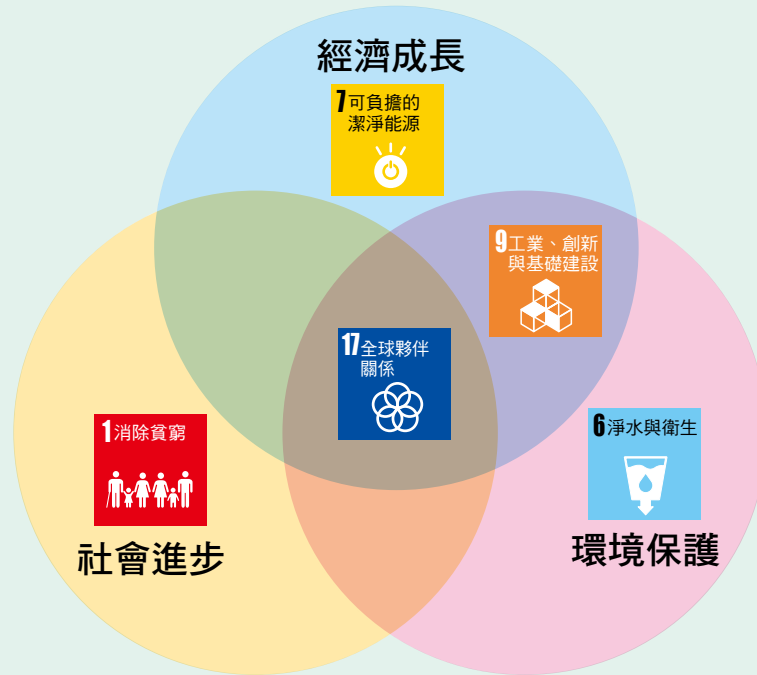 經濟成長
7 可負擔的
潔淨能源
9 工業、創新
與基礎建設
17 全球夥伴
關係
1 消除貧窮
6 淨水與衛生
社會進步
環境保護